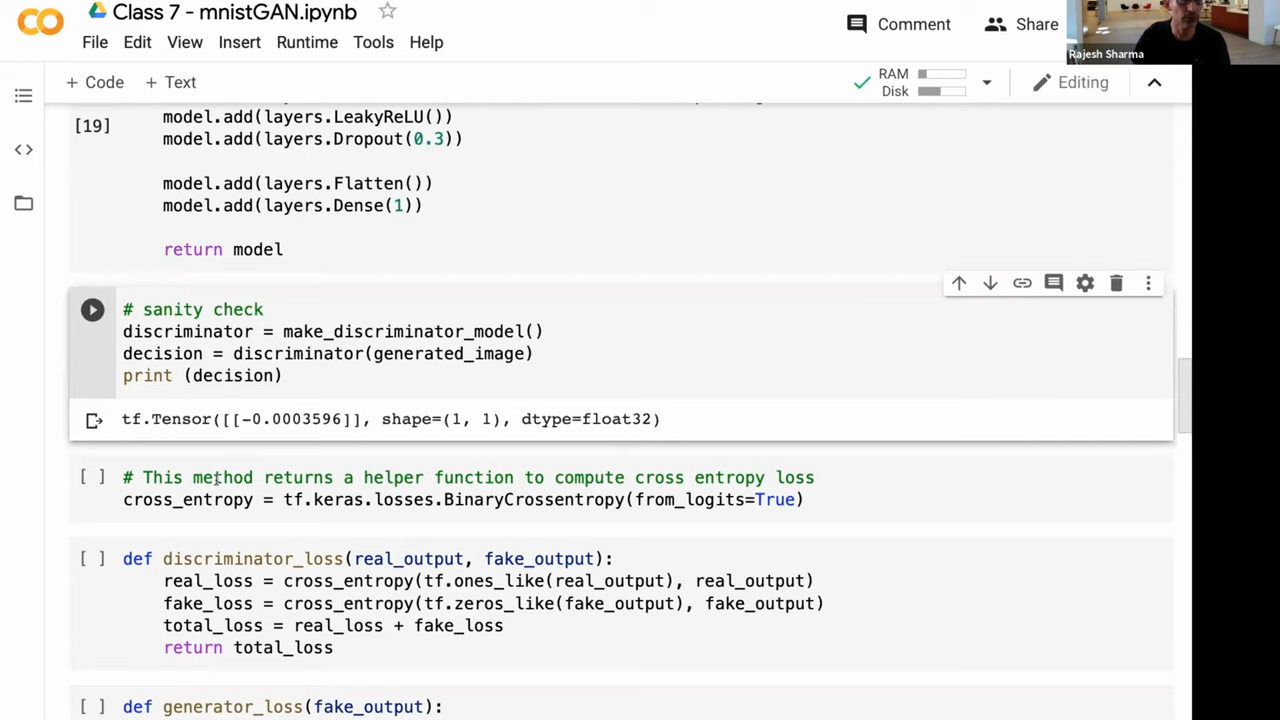 Class 7 - mnistGAN.ipynb
Comment
Share
Rajesh Sharma
File Edit View Insert Runtime Tools Help
+ Code + Text
RAM
Disk
Editing
[19]
model.add(layers.LeakyReLU())
model.add(layers.Dropout(0.3))
model.add(layers.Flatten())
model.add(layers.Dense(1))
return model
# sanity check
discriminator = make_discriminator_model()
decision = discriminator(generated_image)
print (decision)
tf.Tensor([[-0.0003596]], shape=(1, 1), dtype=float32)
[ ] # This method returns a helper function to compute cross entropy loss
cross_entropy = tf.keras.losses.BinaryCrossentropy(from_logits=True)
[ ] def discriminator_loss(real_output, fake_output):
real_loss = cross_entropy(tf.ones_like(real_output), real_output)
fake_loss = cross_entropy(tf.zeros_like(fake_output), fake_output)
total_loss = real_loss + fake_loss
return total_loss
[ ] def generator_loss(fake_output):